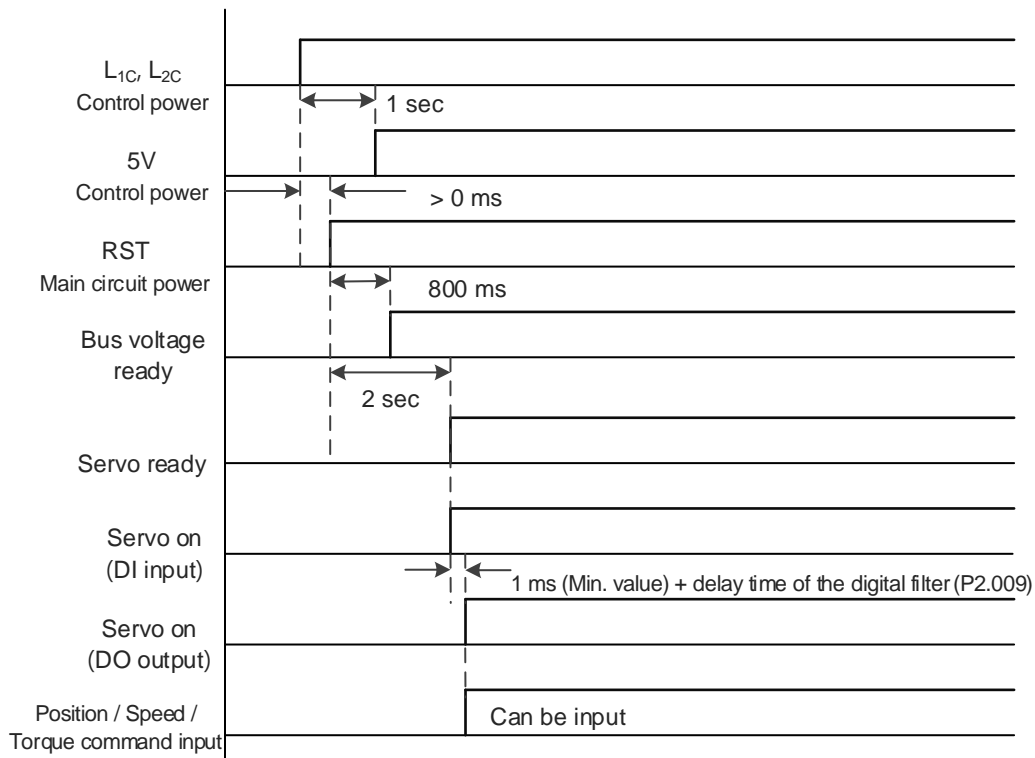 L1C, L2C
Control power
1 sec
5V
Control power
> 0 ms
RST
Main circuit power
800 ms
Bus voltage
ready
2 sec
Servo ready
Servo on
(DI input)
1 ms (Min. value) + delay time of the digital filter (P2.009)
Servo on
(DO output)
Position / Speed /
Torque command input
Can be input